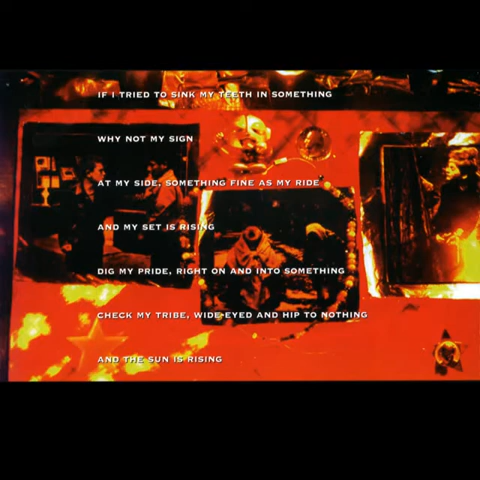 IF I TRIED TO SINK MY TEETH IN SOMETHING
WHY NOT MY SIGN
AT MY SIDE, SOMETHING FINE AS MY RIDE
AND MY SET IS RISING
DIG MY PRIDE, RIGHT ON AND INTO SOMETHING
CHECK MY TRIBE, WIDE-EYED AND HIP TO NOTHING
AND THE SUN IS RISING